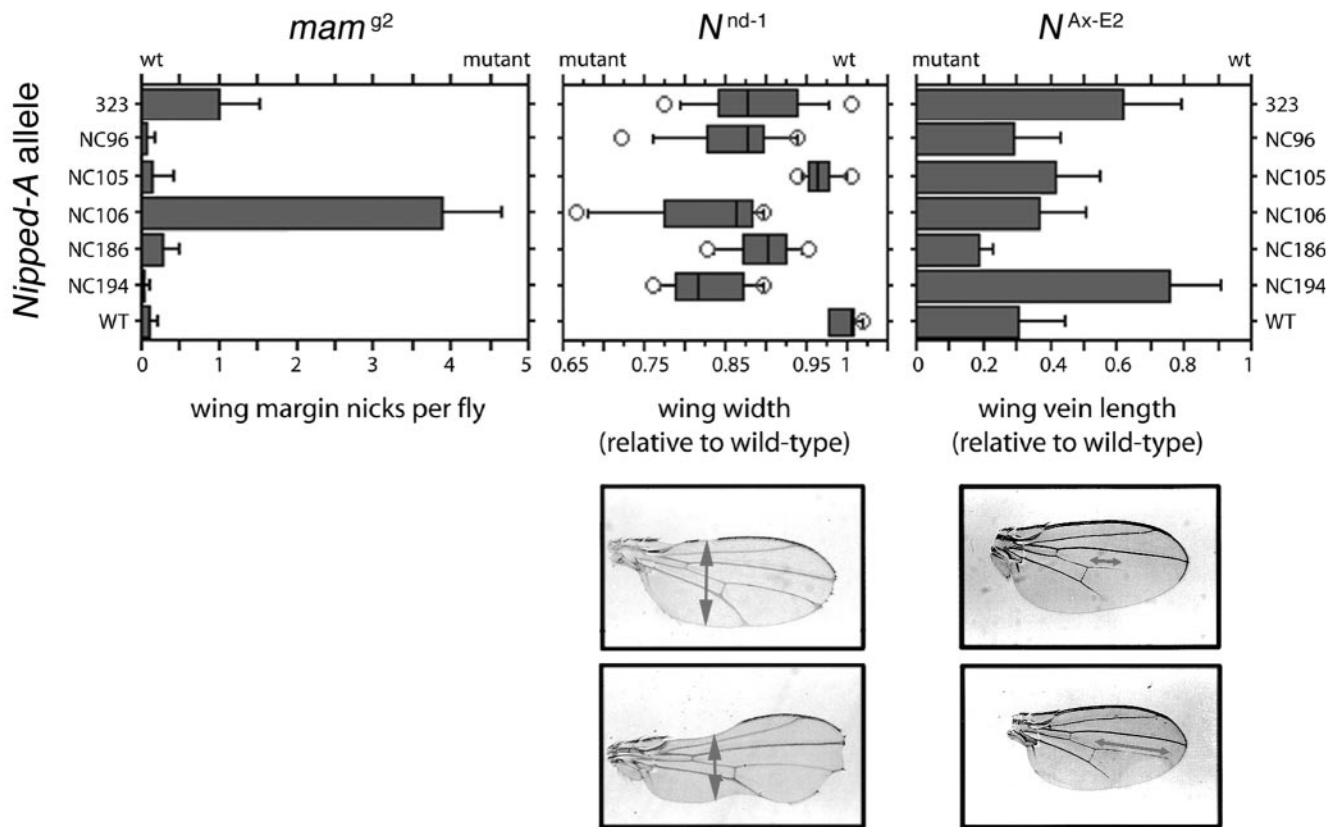 mam g2
N nd-1
N Ax-E2
wt mutant
mutant wt
mutant wt
Nipped-A allele
323
NC96
NC105
NC106
NC186
NC194
WT
323
NC96
NC105
NC106
NC186
NC194
WT
0 1 2 3 4 5
0.65 0.75 0.85 0.95 1
0 0.2 0.4 0.6 0.8 1
wing margin nicks per fly
wing width
(relative to wild-type)
wing vein length
(relative to wild-type)